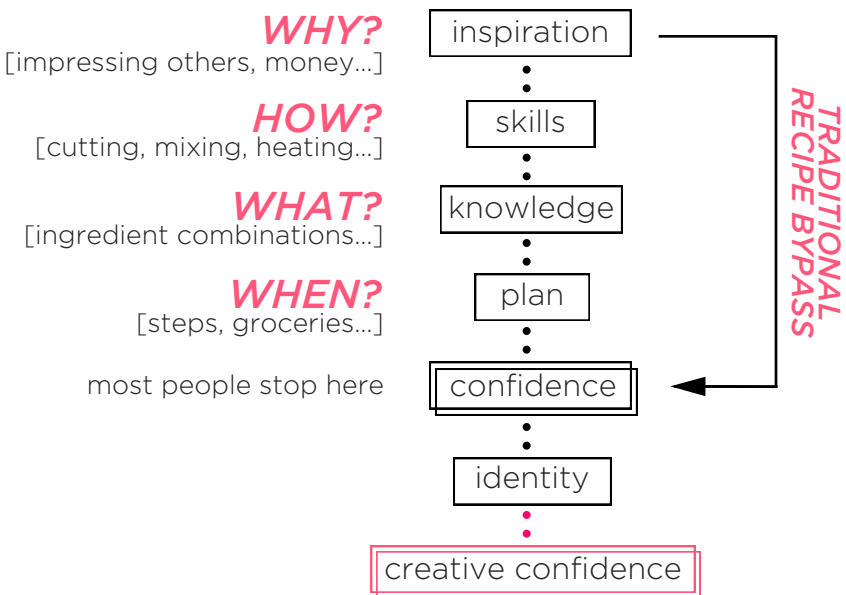 WHY?
inspiration
[impressing others, money...]
HOW?
skills
[cutting, mixing, heating...]
WHAT?
knowledge
[ingredient combinations...]
WHEN?
plan
[steps, groceries...]
most people stop here
confidence
identity
creative confidence
TRADITIONAL
RECIPE BYPASS